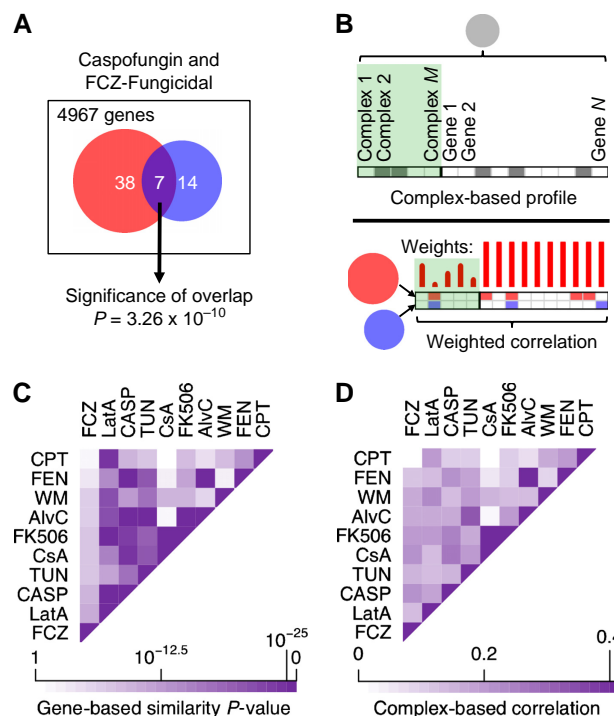 A
Caspofungin and
FCZ-Fungicidal
4967 genes
38 7 14
Significance of overlap
P = 3.26 x 10⁻¹⁰
B
Complex 1
Complex 2
Complex M
Gene 1
Gene 2
Gene N
Complex-based profile
Weights:
Weighted correlation
C
FCZ LatA CASP TUN CsA FK506 AlvC WM FEN CPT
CPT
FEN
WM
AlvC
FK506
CsA
TUN
CASP
LatA
FCZ
1 10⁻¹²·⁵ 10⁻²⁵ 0
Gene-based similarity P-value
D
FCZ LatA CASP TUN CsA FK506 AlvC WM FEN CPT
CPT
FEN
WM
AlvC
FK506
CsA
TUN
CASP
LatA
FCZ
0 0.2
Complex-based correlation